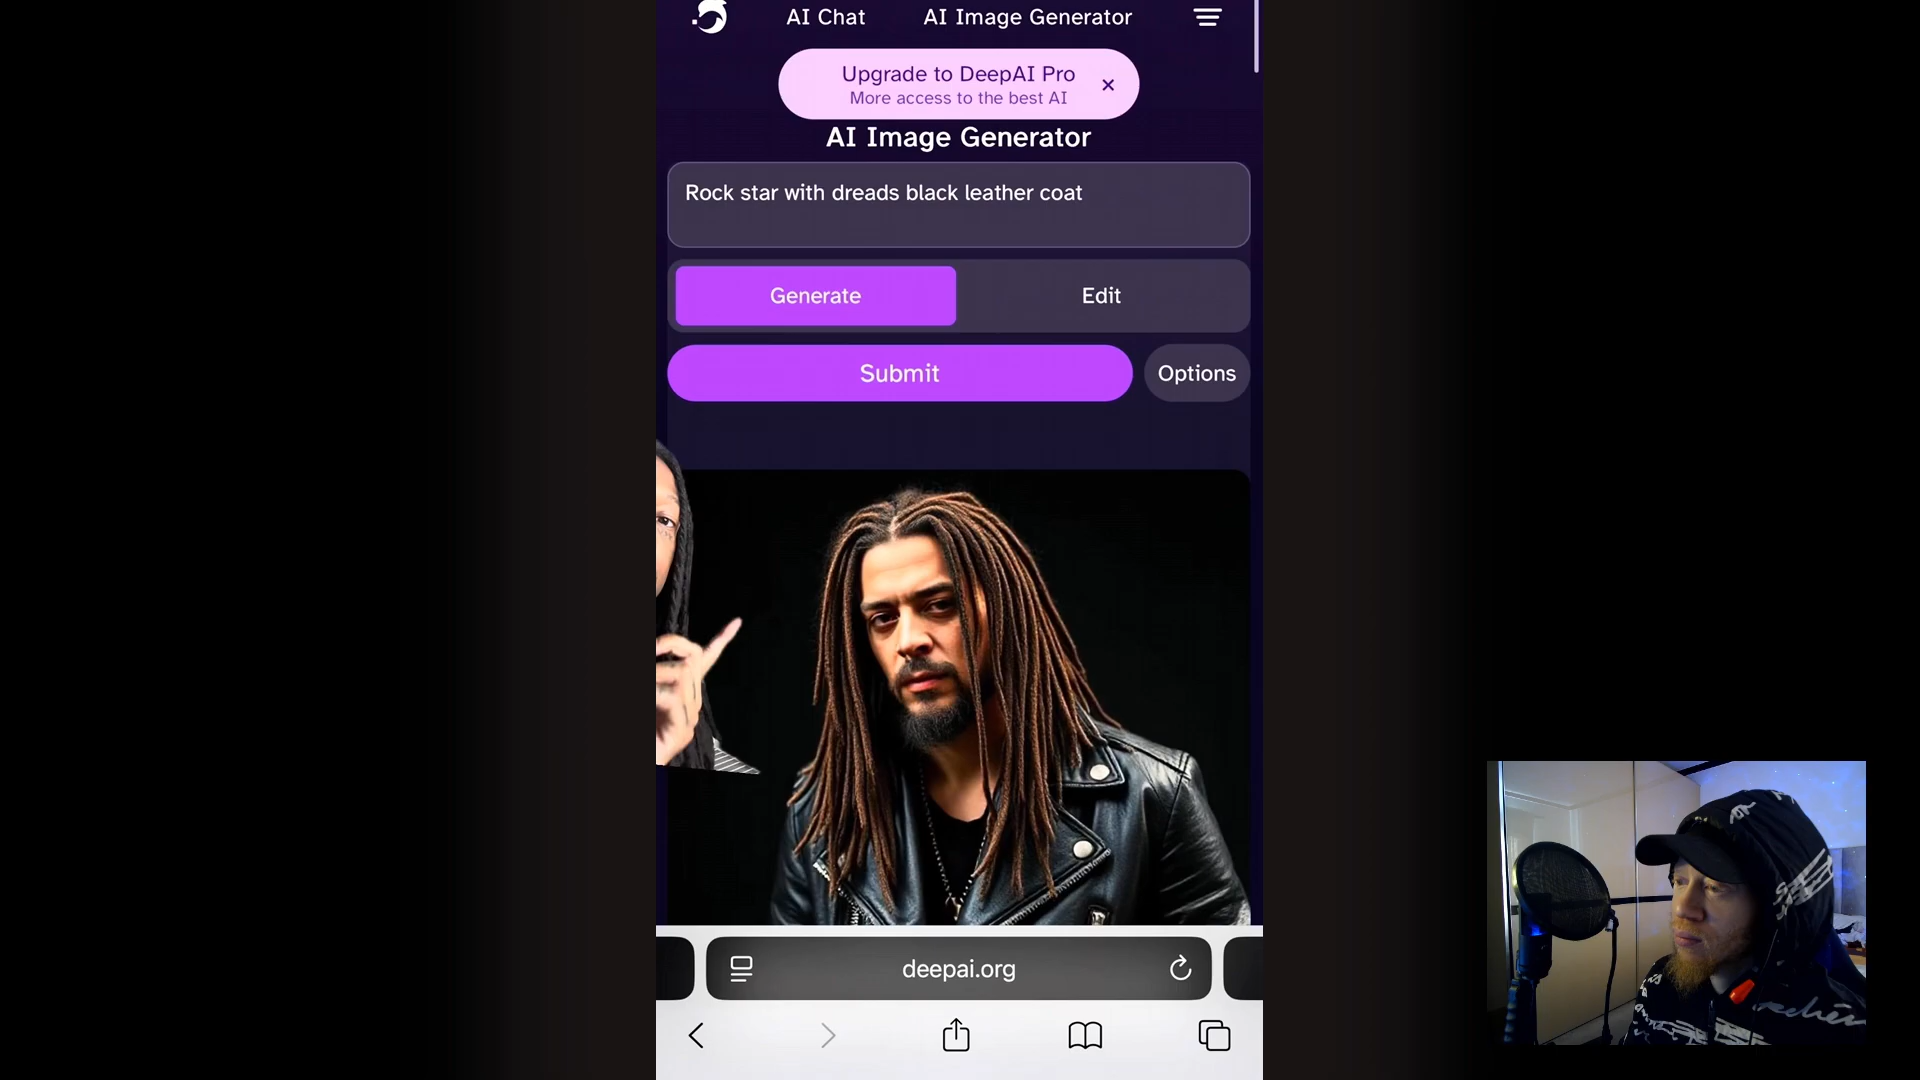 AI Chat
AI Image Generator
Upgrade to DeepAI Pro
More access to the best AI
AI Image Generator
Rock star with dreads black leather coat
Generate
Edit
Submit
Options
deepai.org